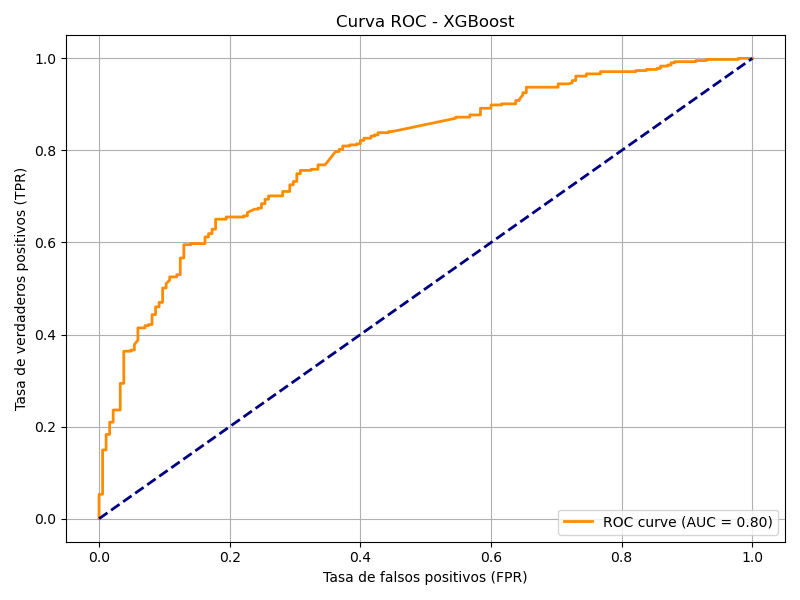 Curva ROC - XGBoost
Tasa de verdaderos positivos (TPR)
1.0
0.8
0.6
0.4
0.2
0.0
ROC curve (AUC = 0.80)
0.0 0.2 0.4 0.6 0.8 1.0
Tasa de falsos positivos (FPR)